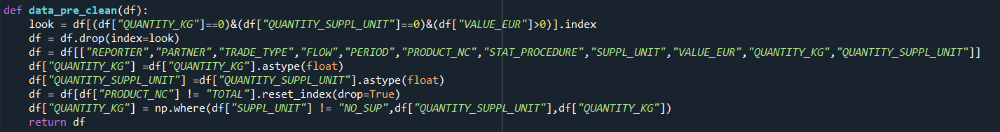 def data_pre_clean(df):
    look = df[(df["QUANTITY_KG"]==0)&(df["QUANTITY_SUPPL_UNIT"]==0)&(df["VALUE_EUR"]>0)].index
    df = df.drop(index=look)
    df = df[["REPORTER","PARTNER","TRADE_TYPE","FLOW","PERIOD","PRODUCT_NC","STAT_PROCEDURE","SUPPL_UNIT","VALUE_EUR","QUANTITY_KG","QUANTITY_SUPPL_UNIT"]]
    df["QUANTITY_KG"] =df["QUANTITY_KG"].astype(float)
    df["QUANTITY_SUPPL_UNIT"] =df["QUANTITY_SUPPL_UNIT"].astype(float)
    df = df[df["PRODUCT_NC"] != "TOTAL"].reset_index(drop=True)
    df["QUANTITY_KG"] = np.where(df["SUPPL_UNIT"] != "NO_SUP",df["QUANTITY_SUPPL_UNIT"],df["QUANTITY_KG"])
    return df